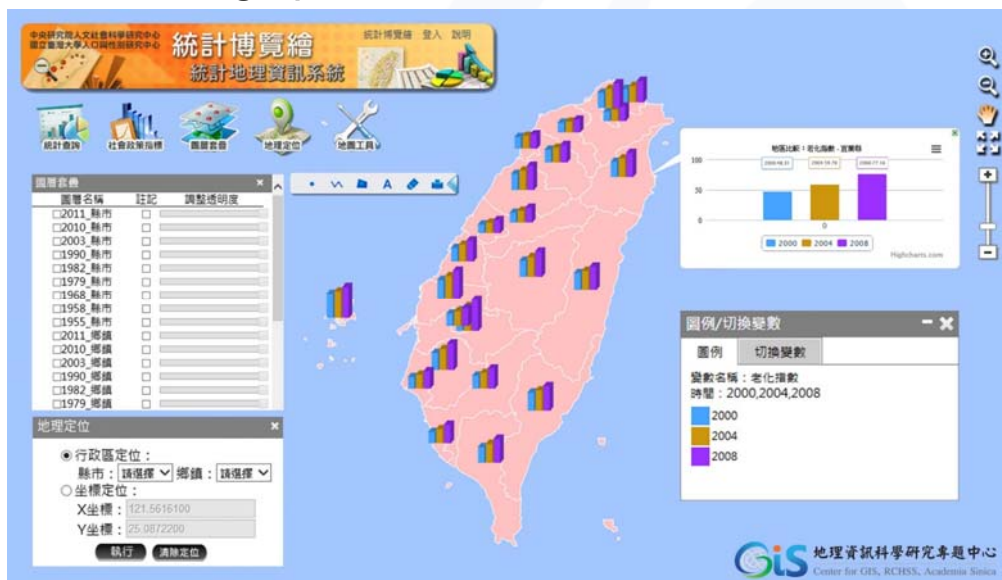 中央研究院人文社會科學研究中心
國立臺灣大學人口與性別研究中心
統計博覽繪
統計地理資訊系統
統計博覽繪 登入 說明
統計查詢 社會政策指標 圖層套疊 地理定位 地圖工具
圖層套疊
圖層名稱 註記 調整透明度
2011_縣市
2010_縣市
2003_縣市
1990_縣市
1982_縣市
1979_縣市
1968_縣市
1958_縣市
1955_縣市
2011_鄉鎮
2010_鄉鎮
2003_鄉鎮
1990_鄉鎮
1982_鄉鎮
1979_鄉鎮
A
地理定位
行政區定位:
縣市: 請選擇 鄉鎮: 請選擇
坐標定位:
X坐標: 121.5616100
Y坐標: 25.0872200
執行 清除定位
地區比較:老化指數 - 宜蘭縣
100
50
0
0
2000 2004 2008
Highcharts.com
圖例/切換變數
圖例 切換變數
變數名稱:老化指數
時間:2000,2004,2008
2000
2004
2008
GiS 地理資訊科學研究專題中心
Center for GIS, RCHSS, Academia Sinica